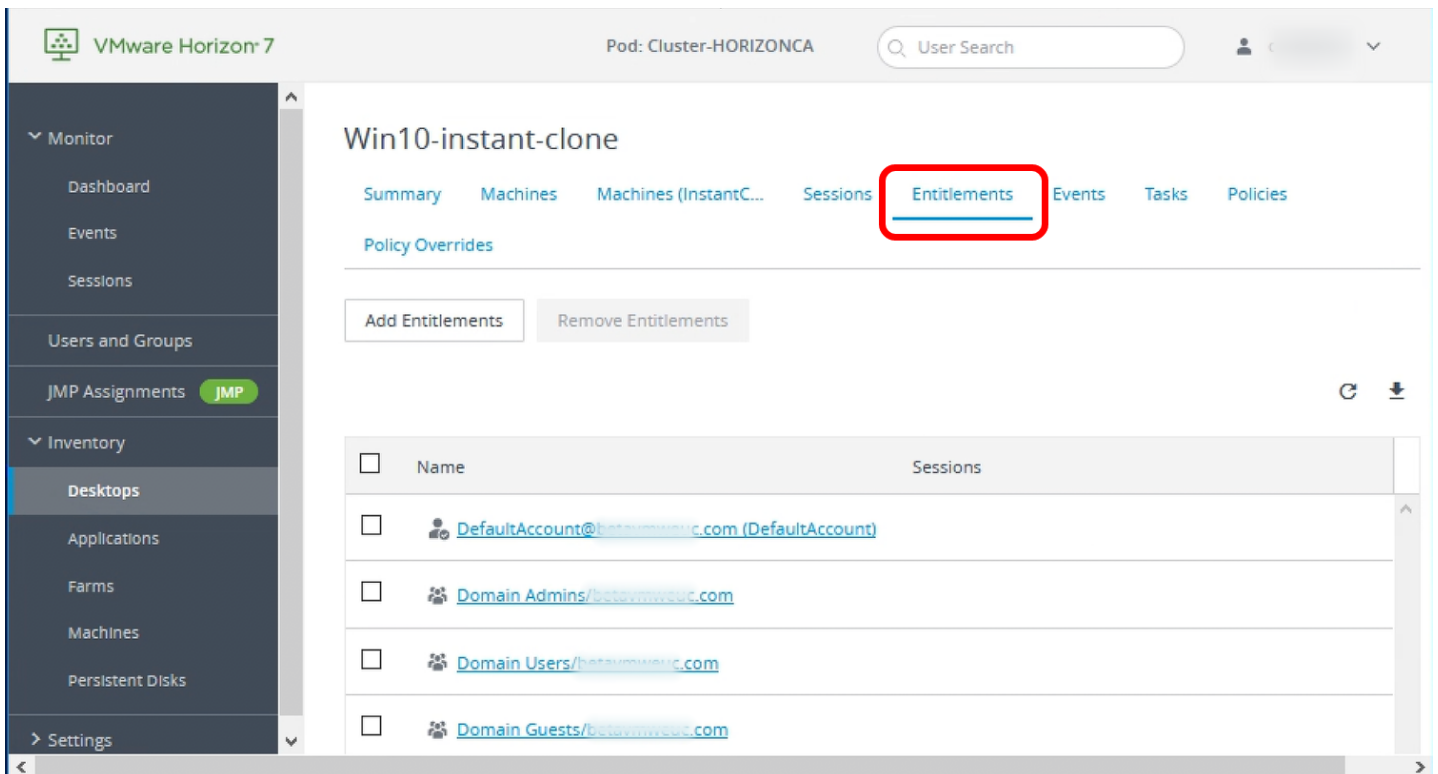 VMware Horizon® 7
Pod: Cluster-HORIZONCA
User Search
Monitor
Dashboard
Events
Sessions
Users and Groups
JMP Assignments JMP
Inventory
Desktops
Applications
Farms
Machines
Persistent Disks
Settings
Win10-instant-clone
Summary Machines Machines (InstantC... Sessions Entitlements Events Tasks Policies
Policy Overrides
Add Entitlements Remove Entitlements
Name Sessions
DefaultAccount@ .com (DefaultAccount)
Domain Admins/ .com
Domain Users/ .com
Domain Guests/ .com